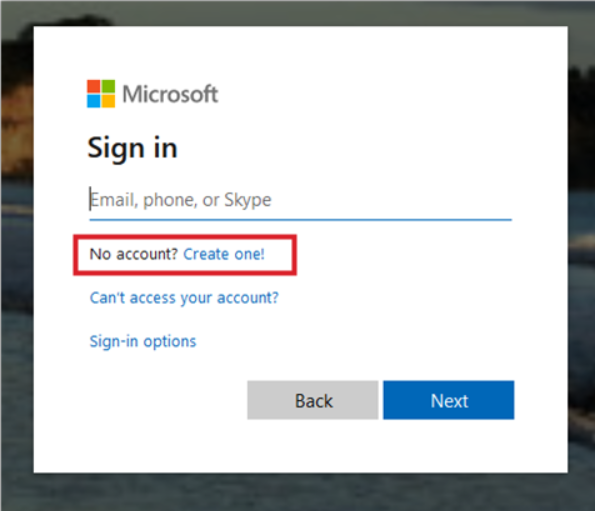 Microsoft
Sign in
Email, phone, or Skype
No account? Create one!
Can't access your account?
Sign-in options
Back Next